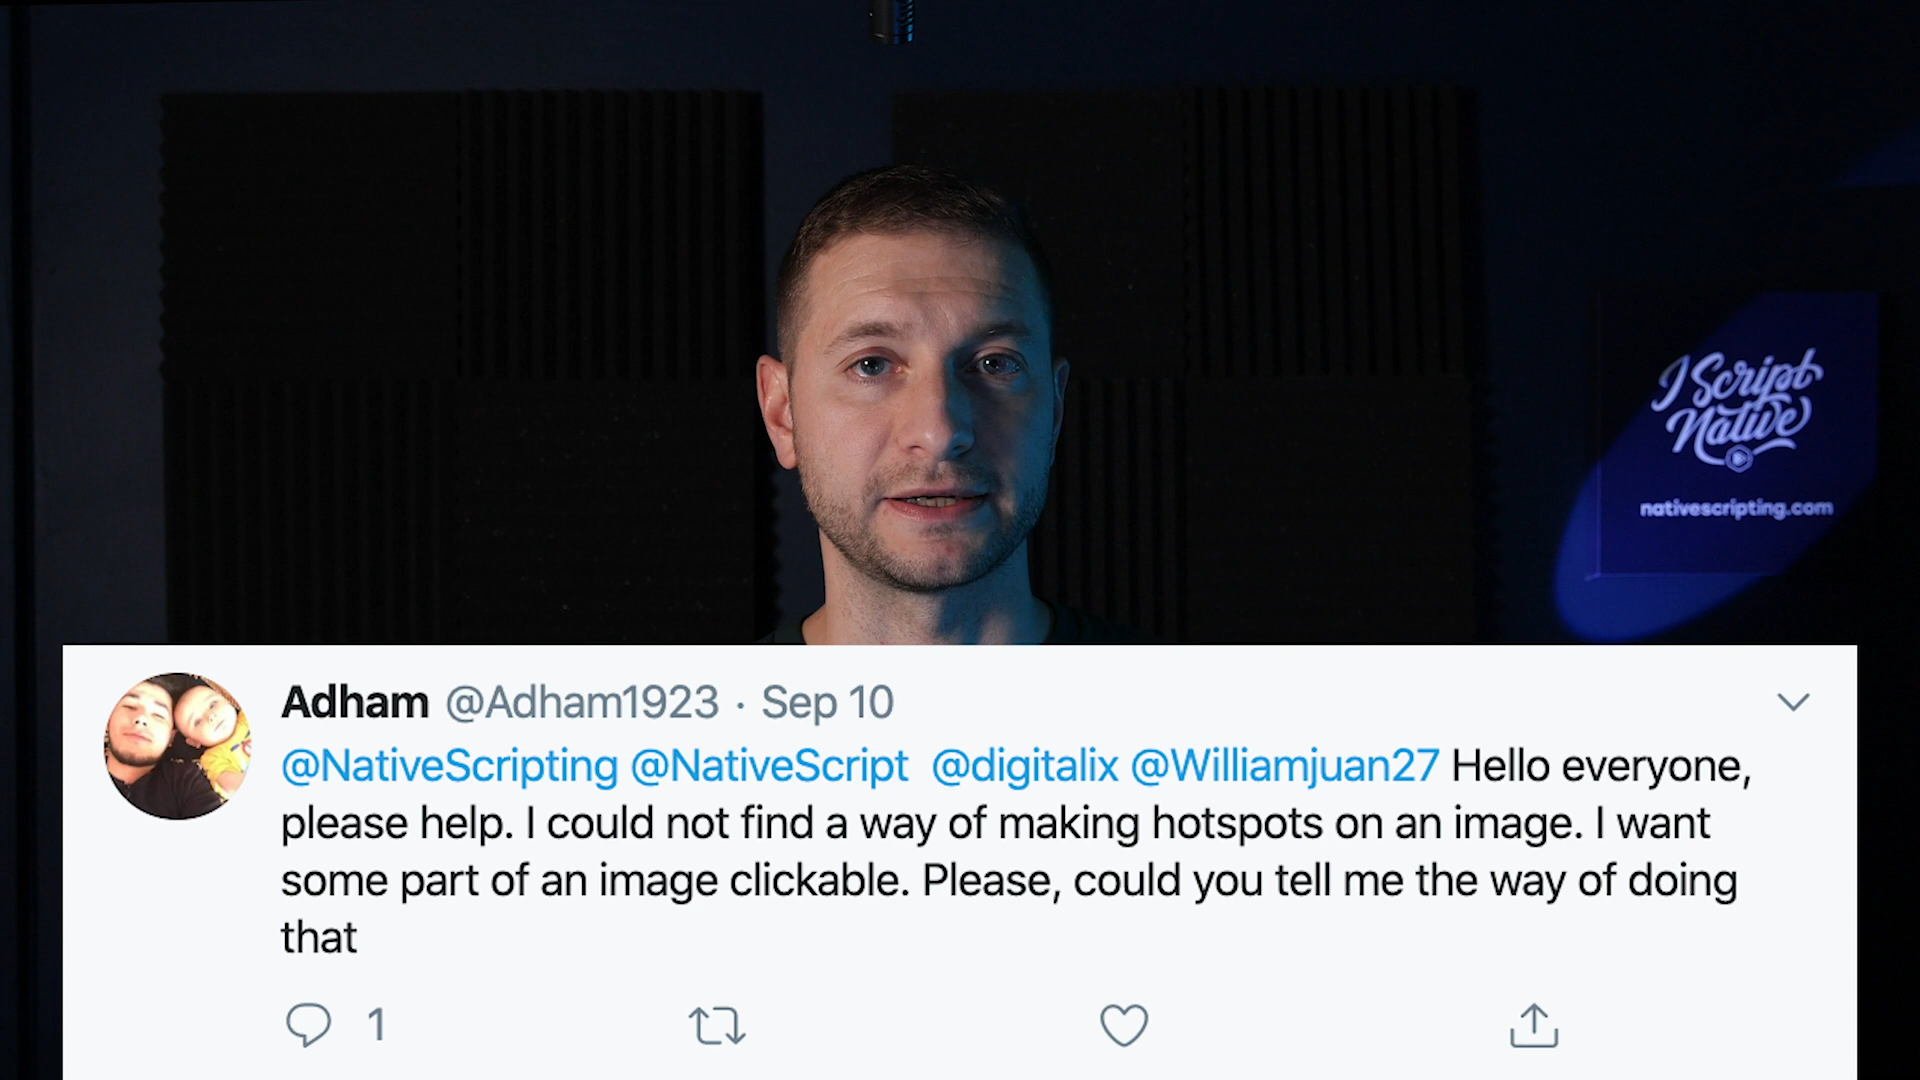 I Script
Native
nativescripting.com
Adham @Adham1923 · Sep 10
@NativeScripting @NativeScript @digitalix @Williamjuan27 Hello everyone,
please help. I could not find a way of making hotspots on an image. I want
some part of an image clickable. Please, could you tell me the way of doing
that
1